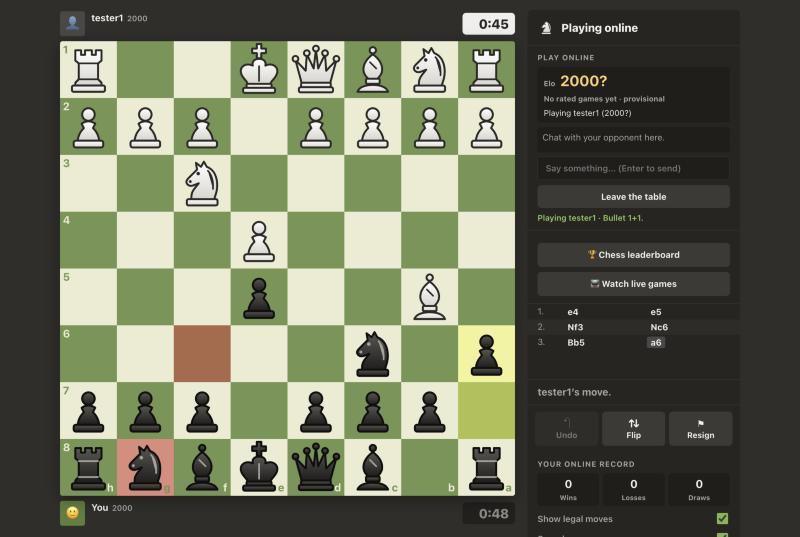 tester1 2000
0:45
1
2
3
4
5
6
7
8
h
g
f
e
d
c
b
a
You 2000
0:48
Playing online
PLAY ONLINE
Elo 2000?
No rated games yet · provisional
Playing tester1 (2000?)
Chat with your opponent here.
Say something... (Enter to send)
Leave the table
Playing tester1 · Bullet 1+1.
Chess leaderboard
Watch live games
1. e4 e5
2. Nf3 Nc6
3. Bb5 a6
tester1's move.
Undo
Flip
Resign
YOUR ONLINE RECORD
0 0 0
Wins Losses Draws
Show legal moves